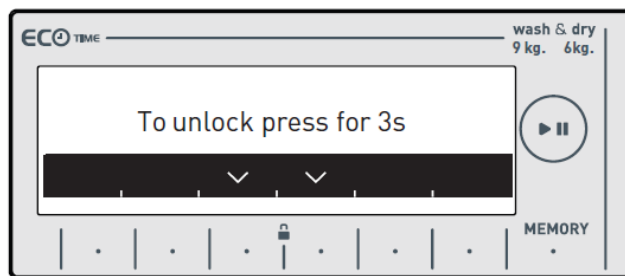 ECO TIME
wash & dry
9 kg. 6kg.
To unlock press for 3s
MEMORY